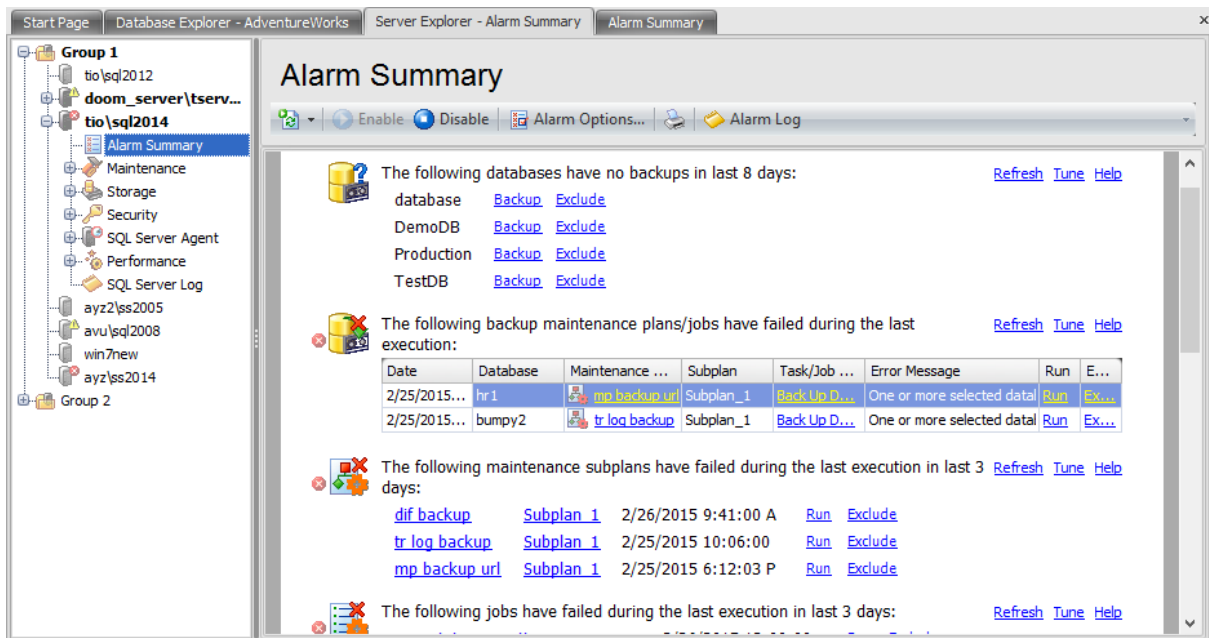 Start Page Database Explorer - AdventureWorks Server Explorer - Alarm Summary Alarm Summary
Group 1
tio\sql2012
doom_server\tserv...
tio\sql2014
Alarm Summary
Maintenance
Storage
Security
SQL Server Agent
Performance
SQL Server Log
ayz2\ss2005
avu\sql2008
win7new
ayz\ss2014
Group 2
Alarm Summary
Enable Disable Alarm Options... Alarm Log
The following databases have no backups in last 8 days: Refresh Tune Help
database Backup Exclude
DemoDB Backup Exclude
Production Backup Exclude
TestDB Backup Exclude
The following backup maintenance plans/jobs have failed during the last Refresh Tune Help
execution:
Date Database Maintenance ... Subplan Task/Job ... Error Message Run E...
2/25/2015... hr1 mp backup url Subplan_1 Back Up D... One or more selected datal Run Ex...
2/25/2015... bumpy2 tr log backup Subplan_1 Back Up D... One or more selected datal Run Ex...
The following maintenance subplans have failed during the last execution in last 3 Refresh Tune Help
days:
dif backup Subplan_1 2/26/2015 9:41:00 A Run Exclude
tr log backup Subplan_1 2/25/2015 10:06:00 Run Exclude
mp backup url Subplan_1 2/25/2015 6:12:03 P Run Exclude
The following jobs have failed during the last execution in last 3 days: Refresh Tune Help